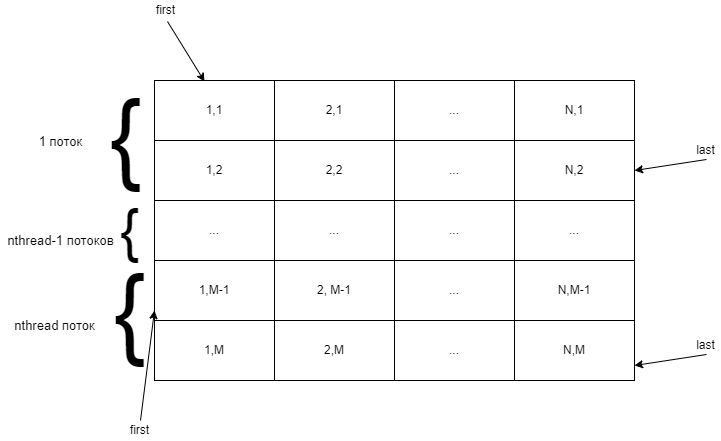 first
1,1 2,1 ... N,1
1 поток
last
1,2 2,2 ... N,2
nthread-1 потоков
... ... ... ...
1,M-1 2, M-1 ... N,M-1
nthread поток
last
1,M 2,M ... N,M
first